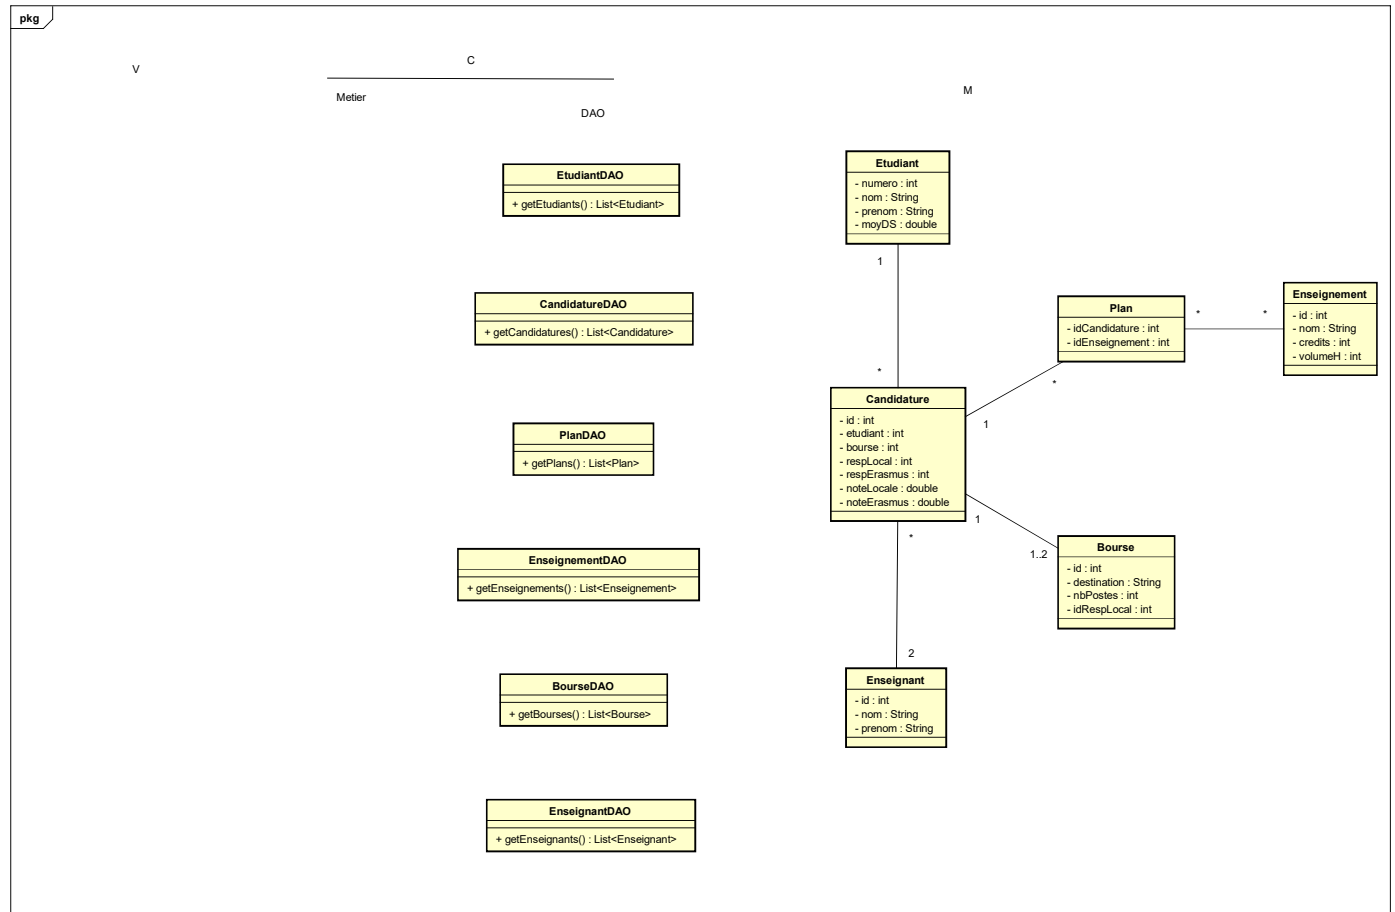 pkg
V
C
Metier
DAO
M
EtudiantDAO
+ getEtudiants() : List<Etudiant>
CandidatureDAO
+ getCandidatures() : List<Candidature>
PlanDAO
+ getPlans() : List<Plan>
EnseignementDAO
+ getEnseignements() : List<Enseignement>
BourseDAO
+ getBourses() : List<Bourse>
EnseignantDAO
+ getEnseignants() : List<Enseignant>
Etudiant
- numero : int
- nom : String
- prenom : String
- moyDS : double
1
*
Candidature
- id : int
- etudiant : int
- bourse : int
- respLocal : int
- respErasmus : int
- noteLocale : double
- noteErasmus : double
1
*
Plan
- idCandidature : int
- idEnseignement : int
*
*
Enseignement
- id : int
- nom : String
- credits : int
- volumeH : int
1
1..2
Bourse
- id : int
- destination : String
- nbPostes : int
- idRespLocal : int
*
2
Enseignant
- id : int
- nom : String
- prenom : String